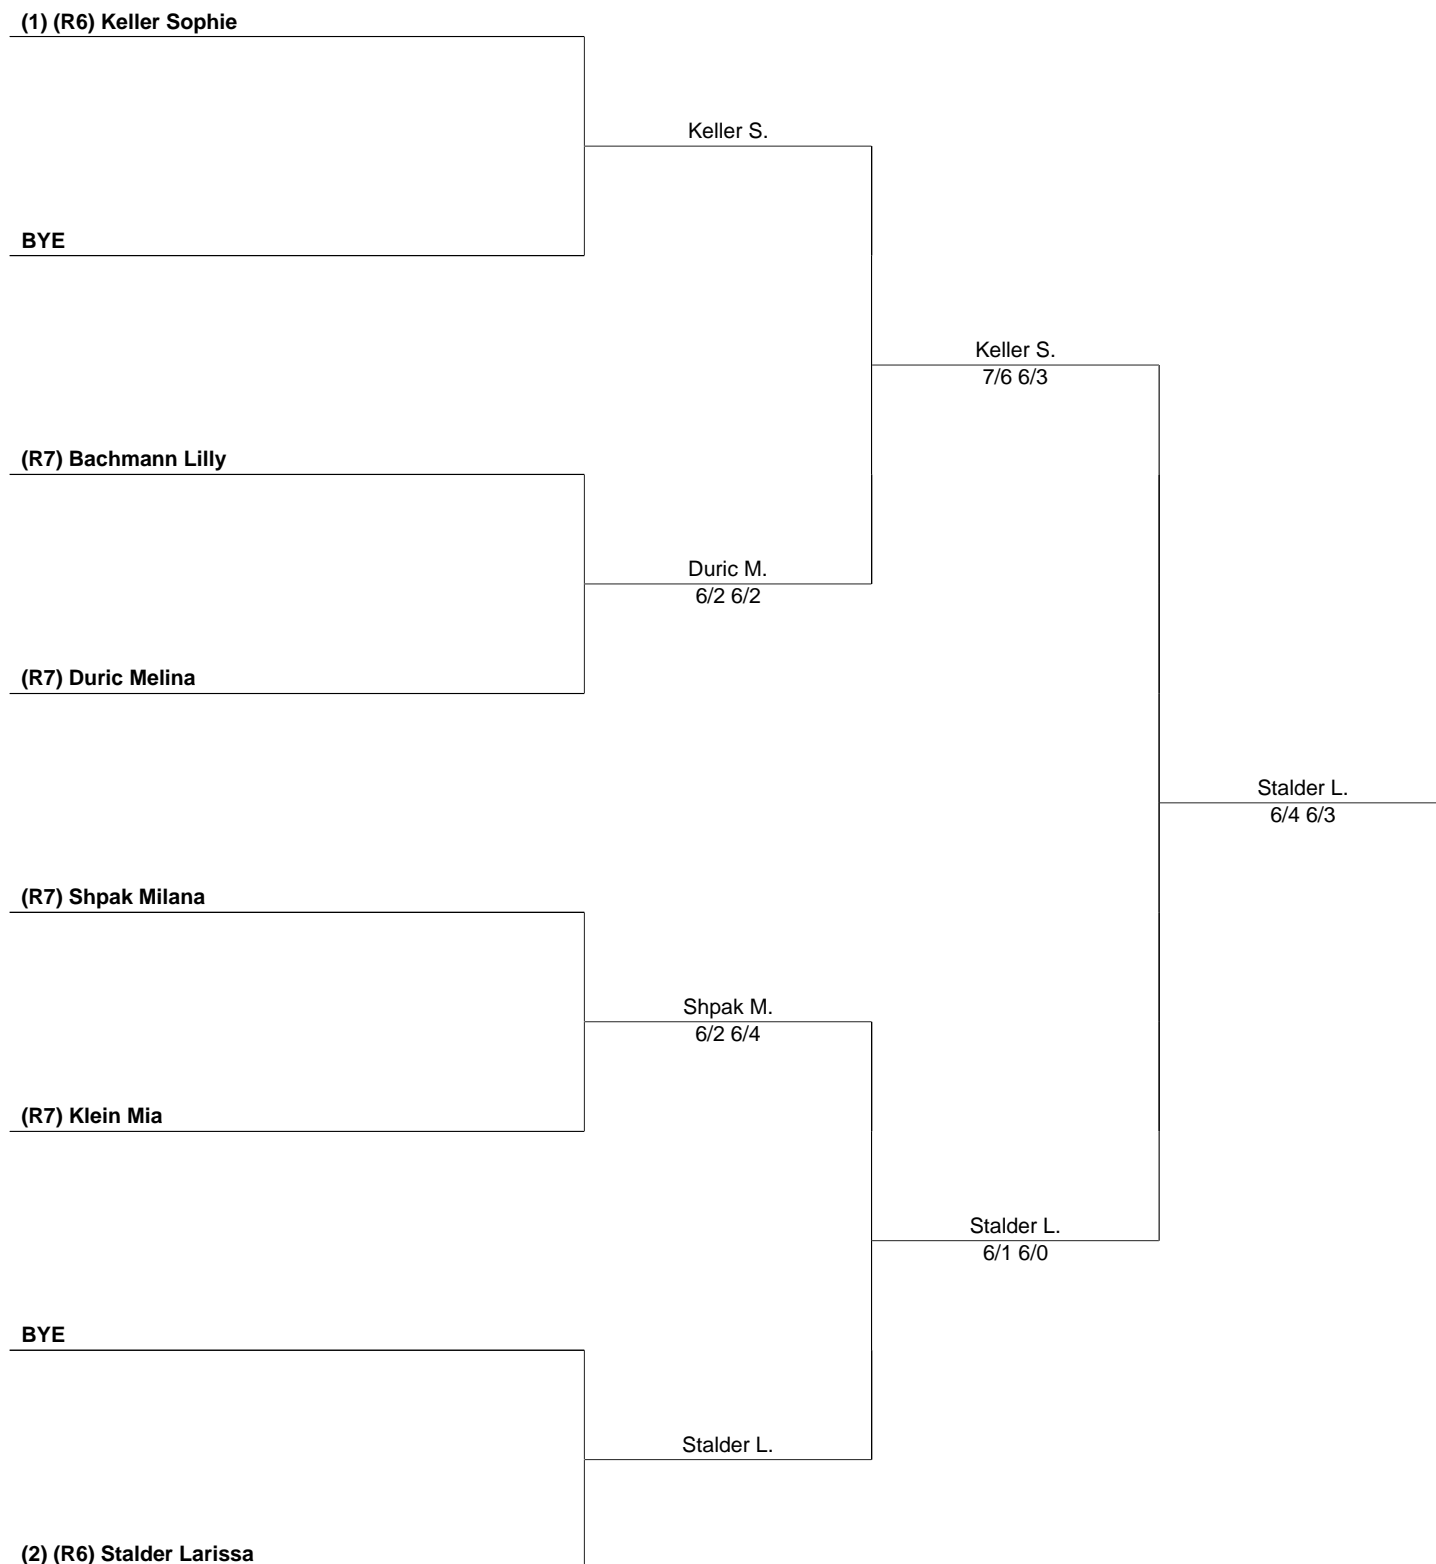 (1) (R6) Keller Sophie
Keller S.
BYE
Keller S.
7/6 6/3
(R7) Bachmann Lilly
Duric M.
6/2 6/2
(R7) Duric Melina
Stalder L.
6/4 6/3
(R7) Shpak Milana
Shpak M.
6/2 6/4
(R7) Klein Mia
Stalder L.
6/1 6/0
BYE
Stalder L.
(2) (R6) Stalder Larissa